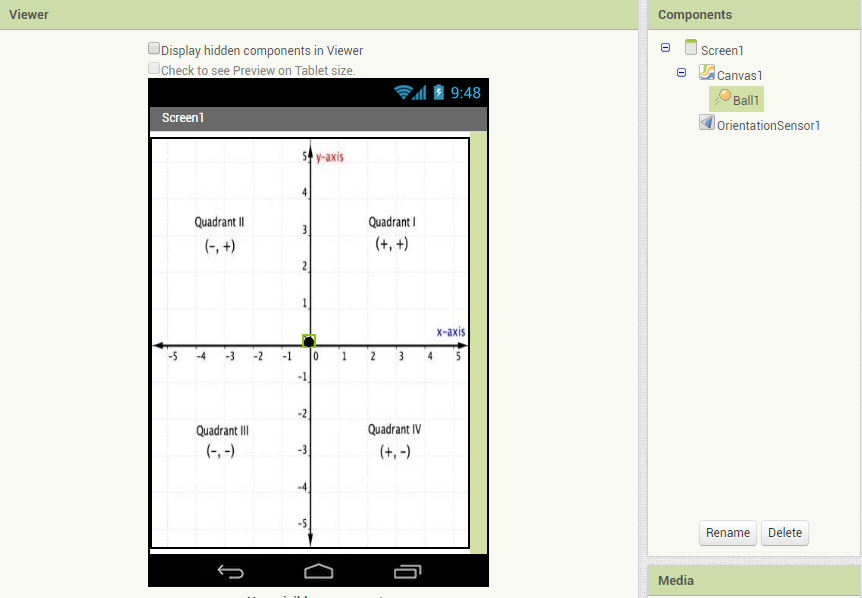 Viewer
Display hidden components in Viewer
Check to see Preview on Tablet size.
9:48
Screen1
5 y-axis
4
Quadrant II Quadrant I
3
(-, +) (+, +)
2
1
x-axis
-5 -4 -3 -2 -1 0 1 2 3 4 5
-1
-2
Quadrant III Quadrant IV
-3
(-, -) (+, -)
-4
-5
Components
Screen1
Canvas1
Ball1
OrientationSensor1
Rename Delete
Media